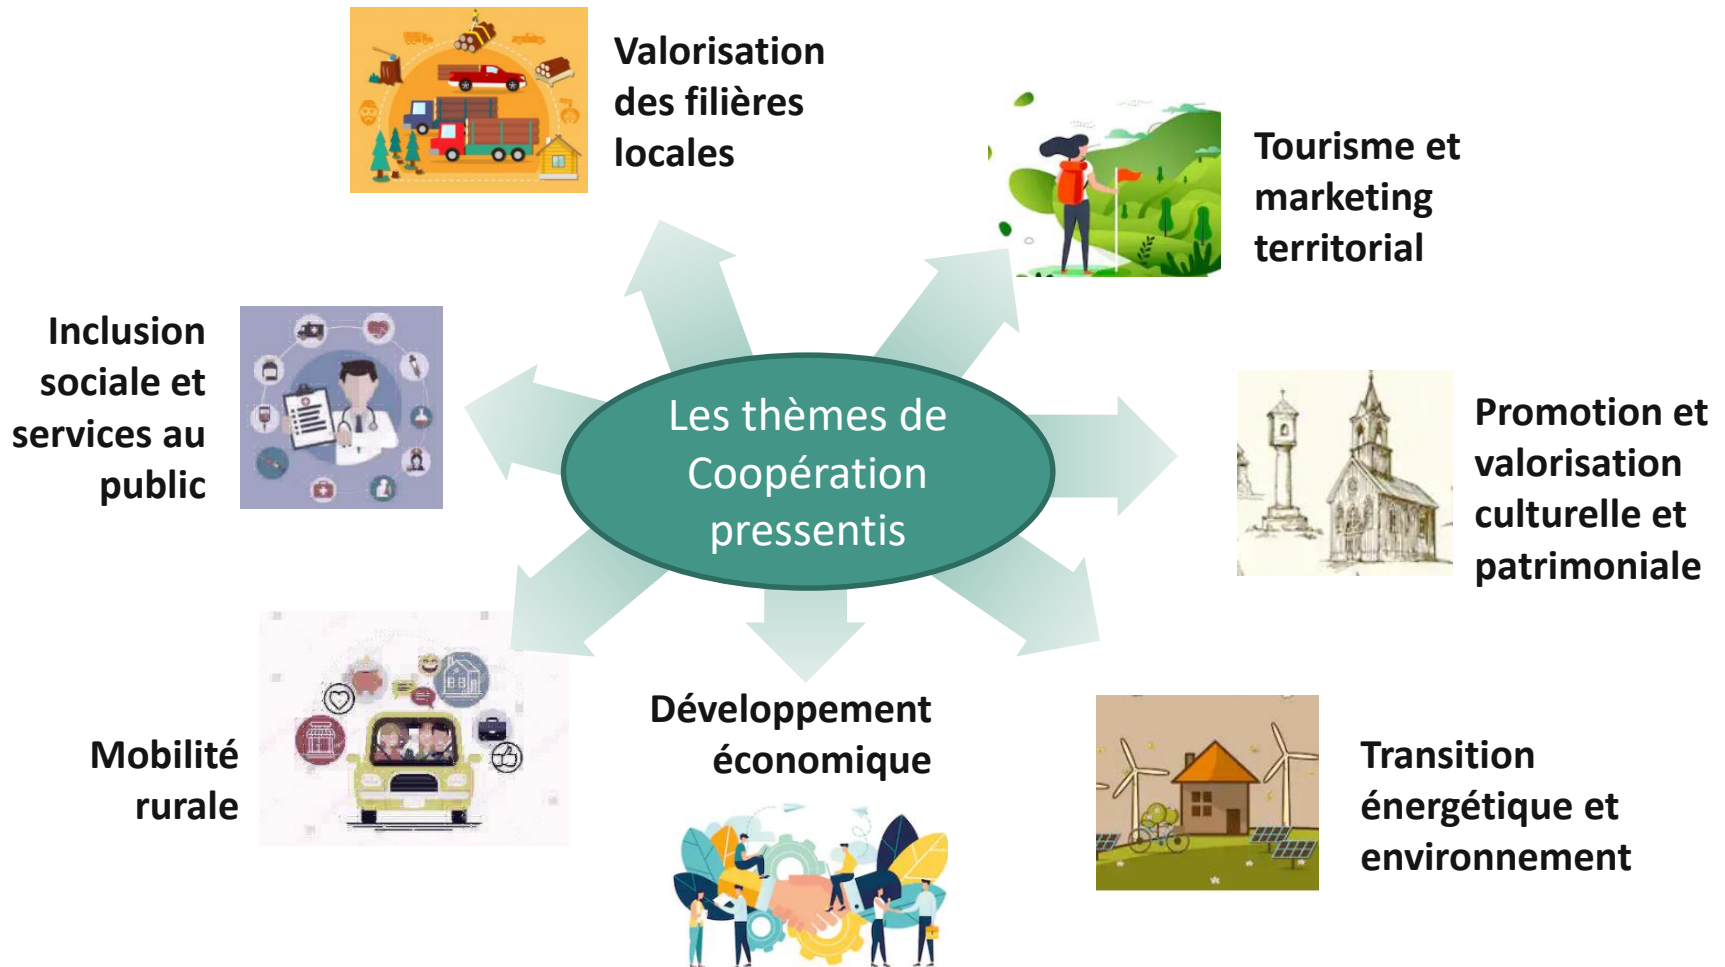 Valorisation
des filières
locales
Tourisme et
marketing
territorial
Inclusion
sociale et
services au
public
Les thèmes de
Coopération
pressentis
Promotion et
valorisation
culturelle et
patrimoniale
Mobilité
rurale
Développement
économique
Transition
énergétique et
environnement